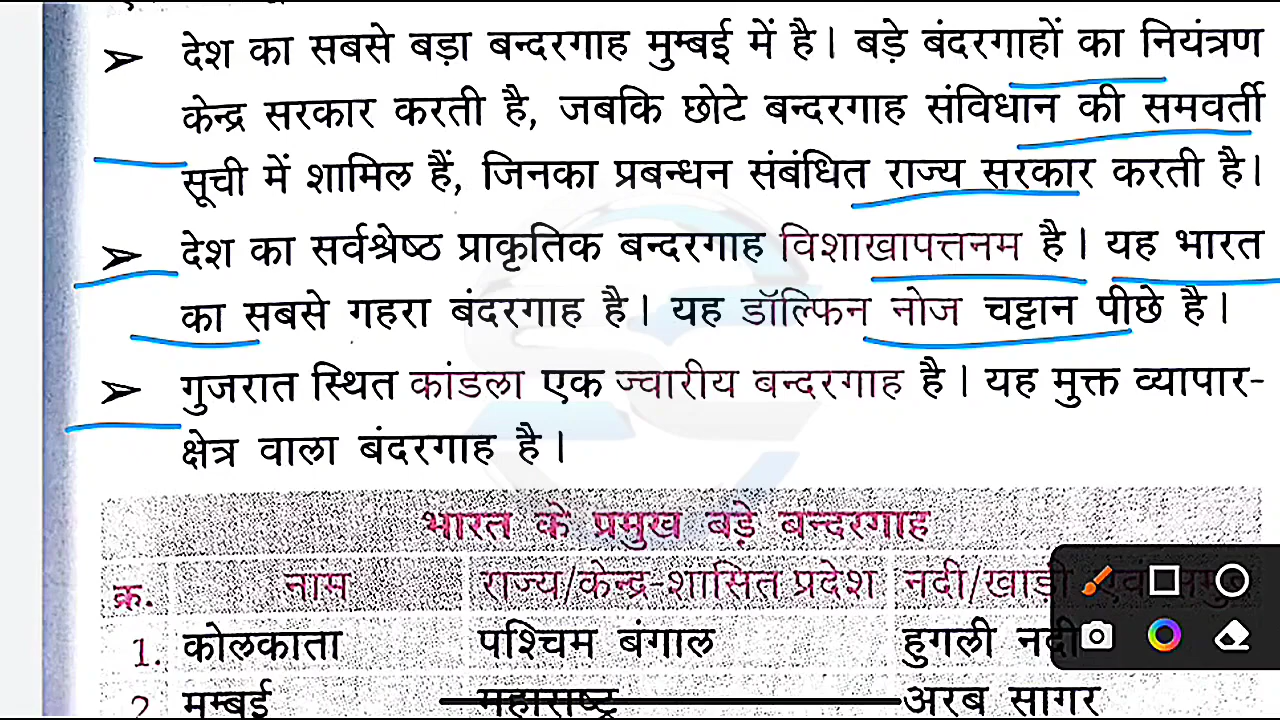 ➢ देश का सबसे बड़ा बन्दरगाह मुम्बई में है। बड़े बंदरगाहों का नियंत्रण
केन्द्र सरकार करती है, जबकि छोटे बन्दरगाह संविधान की समवर्ती
सूची में शामिल हैं, जिनका प्रबन्धन संबंधित राज्य सरकार करती है।
➢ देश का सर्वश्रेष्ठ प्राकृतिक बन्दरगाह विशाखापत्तनम है। यह भारत
का सबसे गहरा बंदरगाह है। यह डॉल्फिन नोज चट्टान पीछे है।
➢ गुजरात स्थित कांडला एक ज्वारीय बन्दरगाह है। यह मुक्त व्यापार-
क्षेत्र वाला बंदरगाह है।
भारत के प्रमुख बड़े बन्दरगाह
क्र. नाम राज्य/केन्द्र-शासित प्रदेश नदी/खाड़ी एवं
1. कोलकाता पश्चिम बंगाल हुगली नदी
2. मुम्बई महाराष्ट्र अरब सागर